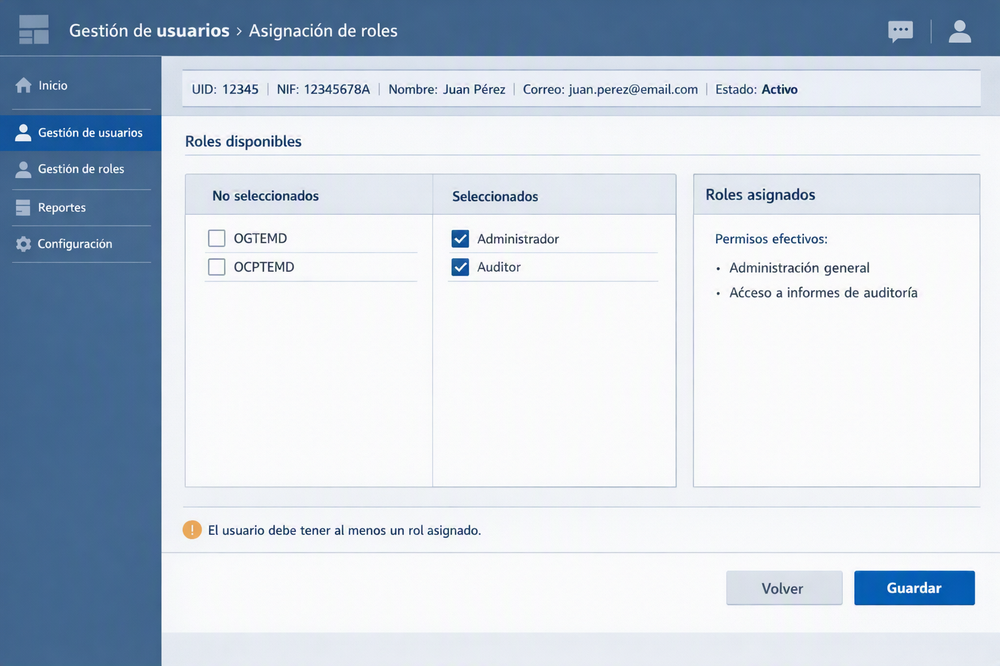 Gestión de usuarios › Asignación de roles
Inicio
Gestión de usuarios
Gestión de roles
Reportes
Configuración
UID: 12345 | NIF: 12345678A | Nombre: Juan Pérez | Correo: juan.perez@email.com | Estado: Activo
Roles disponibles
No seleccionados
OGTEMD
OCPTEMD
Seleccionados
Administrador
Auditor
Roles asignados
Permisos efectivos:
• Administración general
• Aćceso a informes de auditoría
El usuario debe tener al menos un rol asignado.
Volver
Guardar